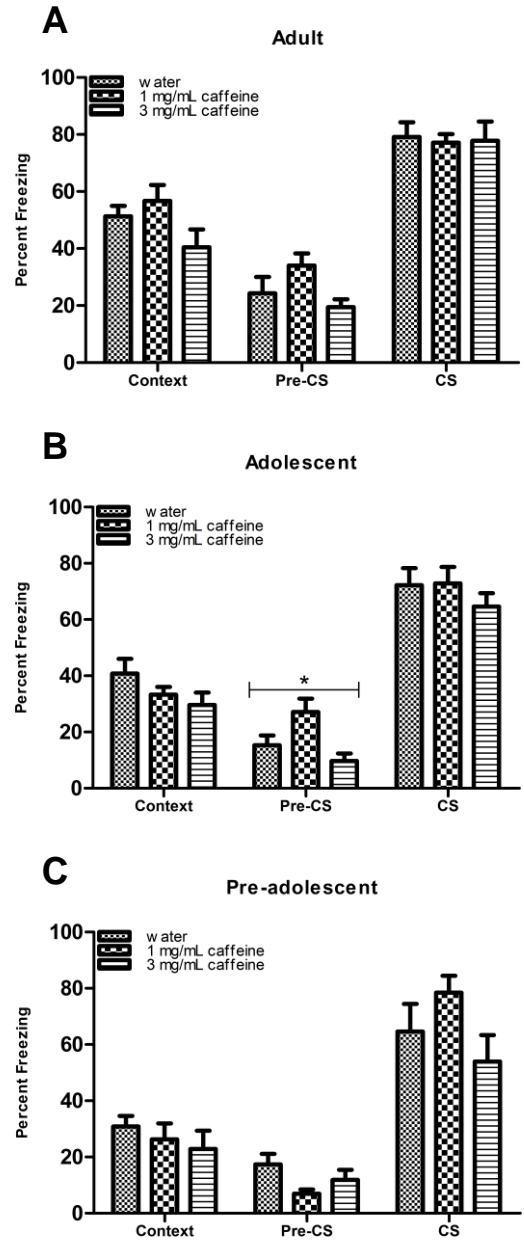 A
Adult
100
80
60
40
20
0
Percent Freezing
water
1 mg/mL caffeine
3 mg/mL caffeine
Context Pre-CS CS
B
Adolescent
100
80
60
40
20
0
Percent Freezing
water
1 mg/mL caffeine
3 mg/mL caffeine
*
Context Pre-CS CS
C
Pre-adolescent
100
80
60
40
20
0
Percent Freezing
water
1 mg/mL caffeine
3 mg/mL caffeine
Context Pre-CS CS